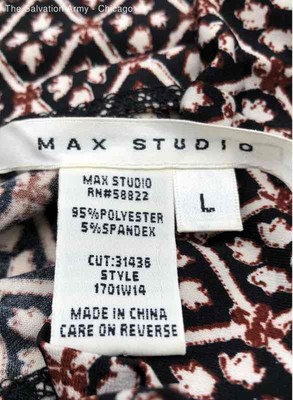 The Salvation Army - Chicago
MAX STUDIO
MAX STUDIO
RN#58822
95%POLYESTER
5%SPANDEX
L
CUT:31436
STYLE
1701W14
MADE IN CHINA
CARE ON REVERSE